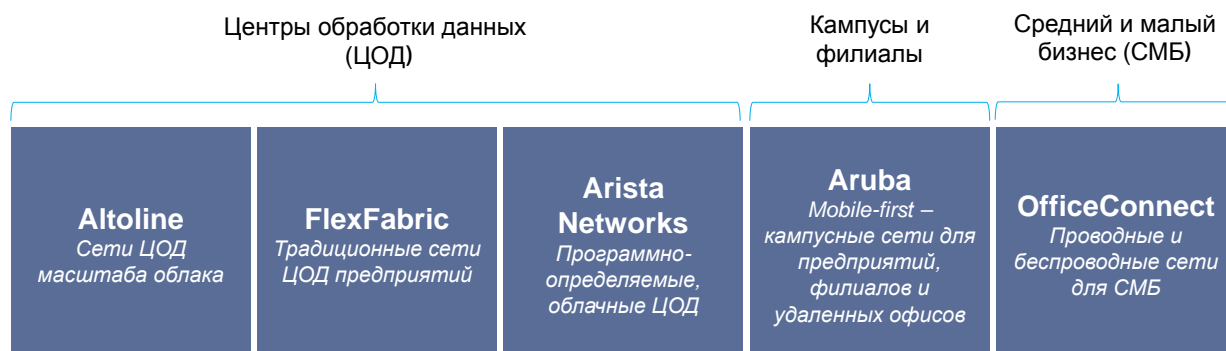 Центры обработки данных
(ЦОД)
Кампусы и
филиалы
Средний и малый
бизнес (СМБ)
Altoline
Сети ЦОД
масштаба облака
FlexFabric
Традиционные сети
ЦОД предприятий
Arista
Networks
Программно-
определяемые,
облачные ЦОД
Aruba
Mobile-first –
кампусные сети для
предприятий,
филиалов и
удаленных офисов
OfficeConnect
Проводные и
беспроводные сети
для СМБ